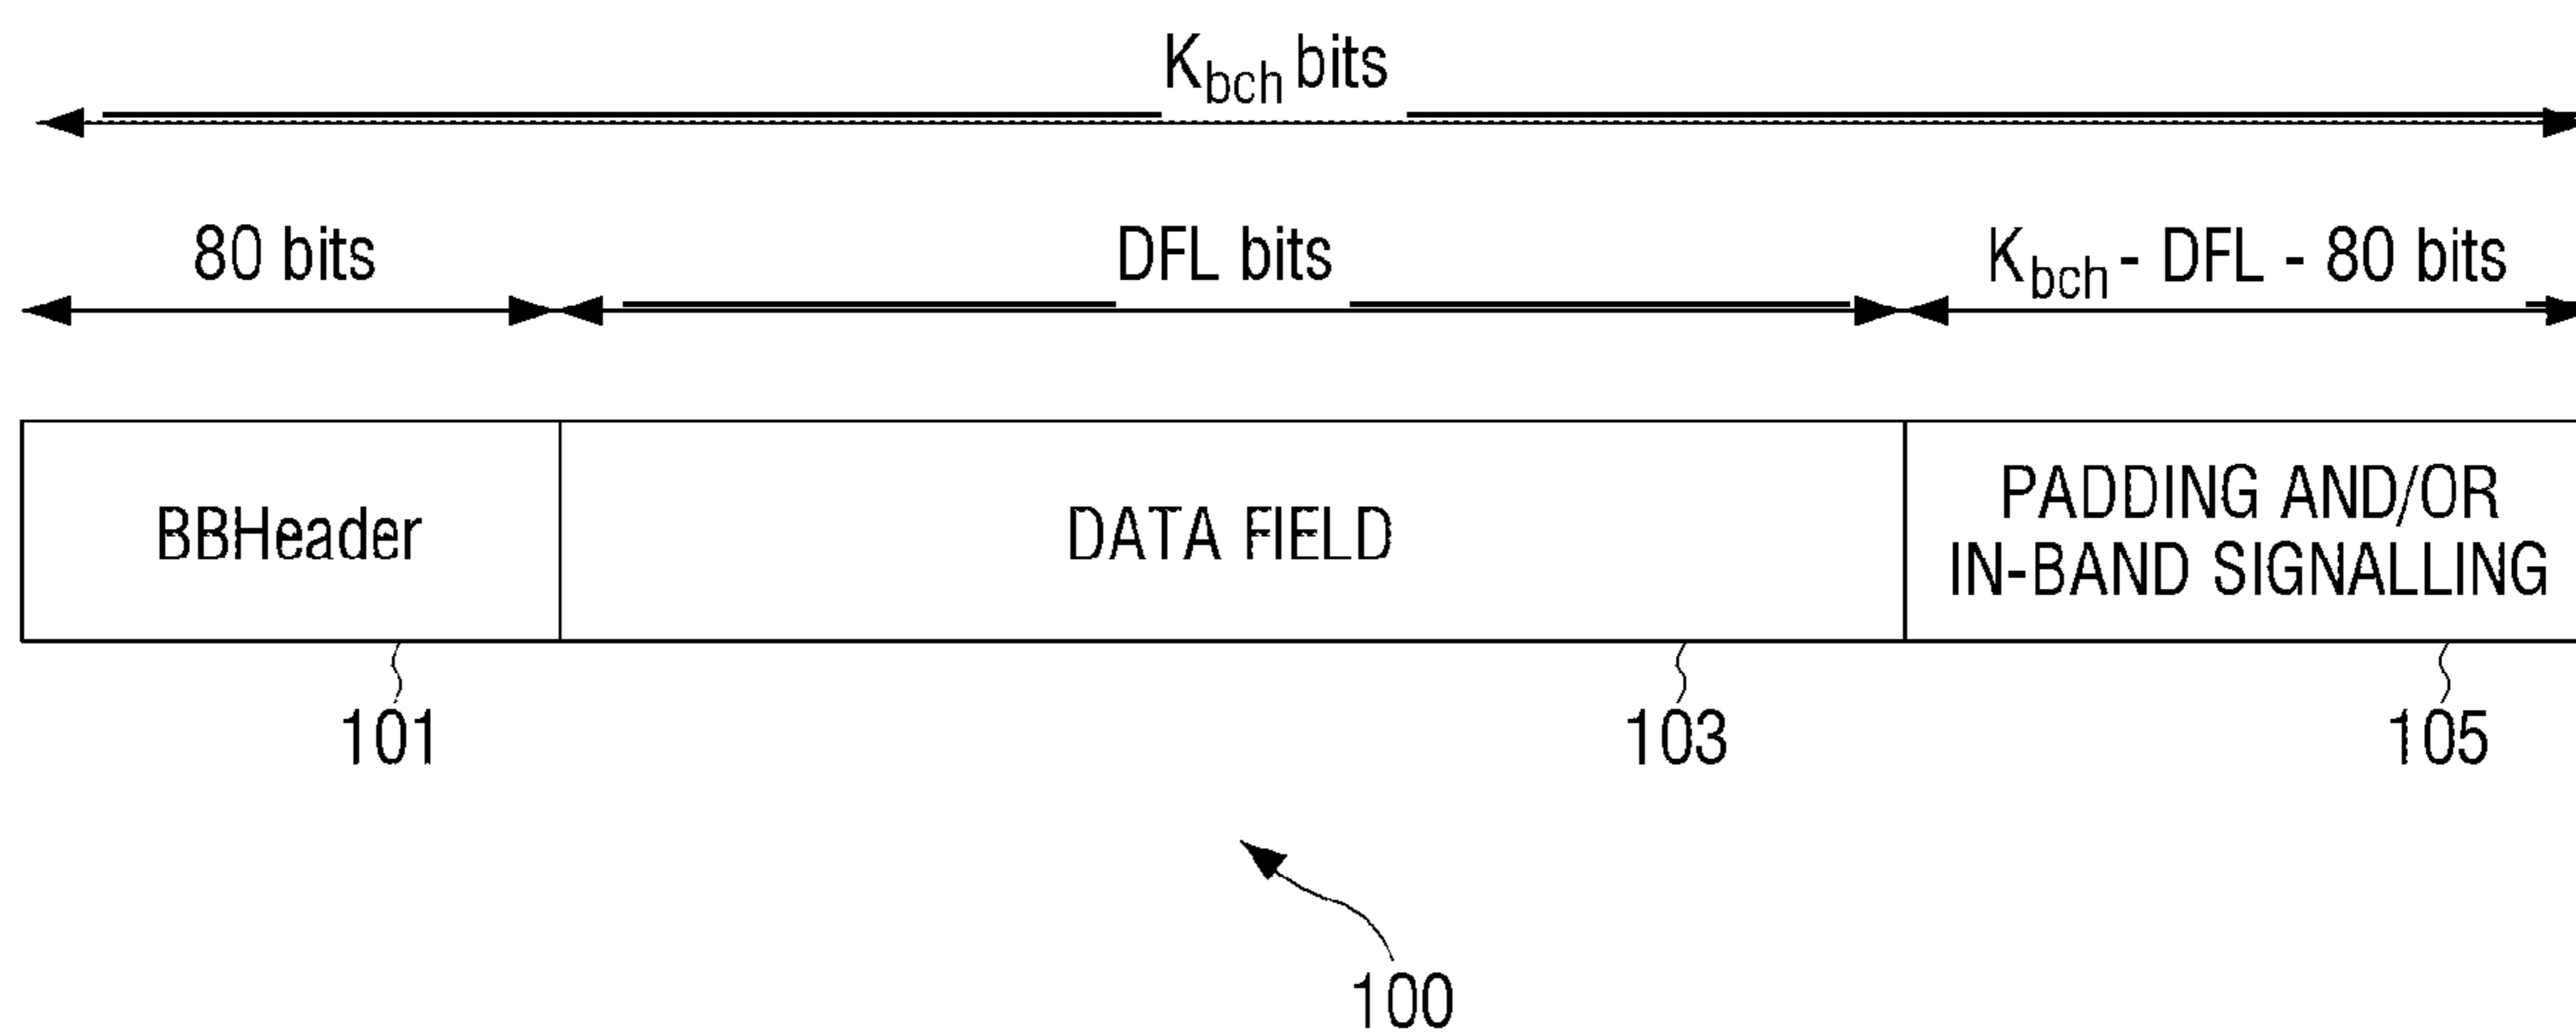 K_bch bits
80 bits
DFL bits
K_bch - DFL - 80 bits
BBHeader
DATA FIELD
PADDING AND/OR
IN-BAND SIGNALLING
101
103
105
100